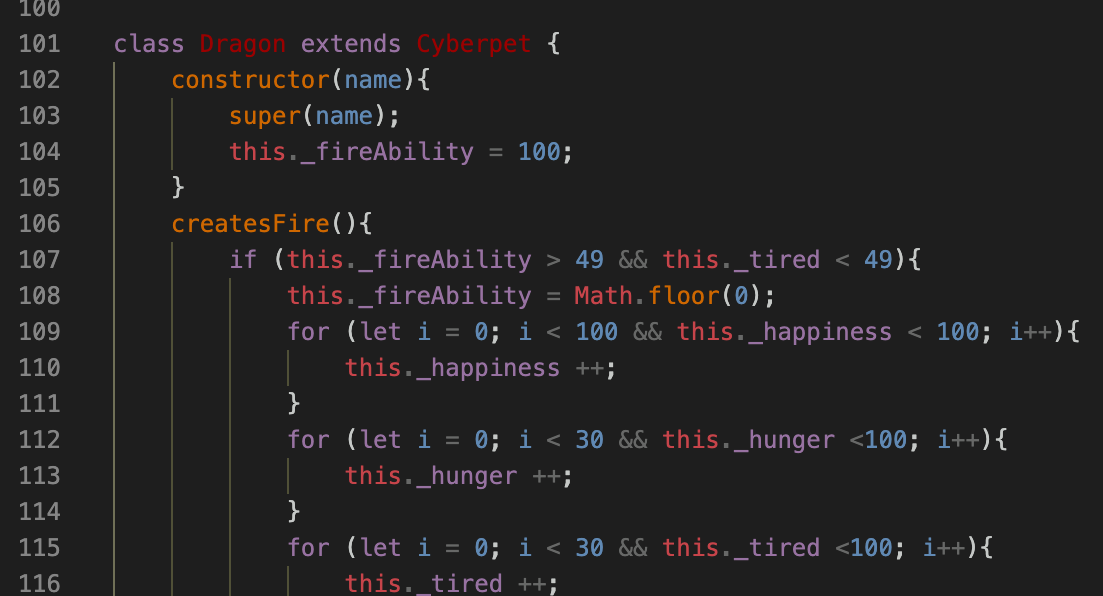 100
101 class Dragon extends Cyberpet {
102 constructor(name){
103 super(name);
104 this._fireAbility = 100;
105 }
106 createsFire(){
107 if (this._fireAbility > 49 && this._tired < 49){
108 this._fireAbility = Math.floor(0);
109 for (let i = 0; i < 100 && this._happiness < 100; i++){
110 this._happiness ++;
111 }
112 for (let i = 0; i < 30 && this._hunger <100; i++){
113 this._hunger ++;
114 }
115 for (let i = 0; i < 30 && this._tired <100; i++){
116 this._tired ++;